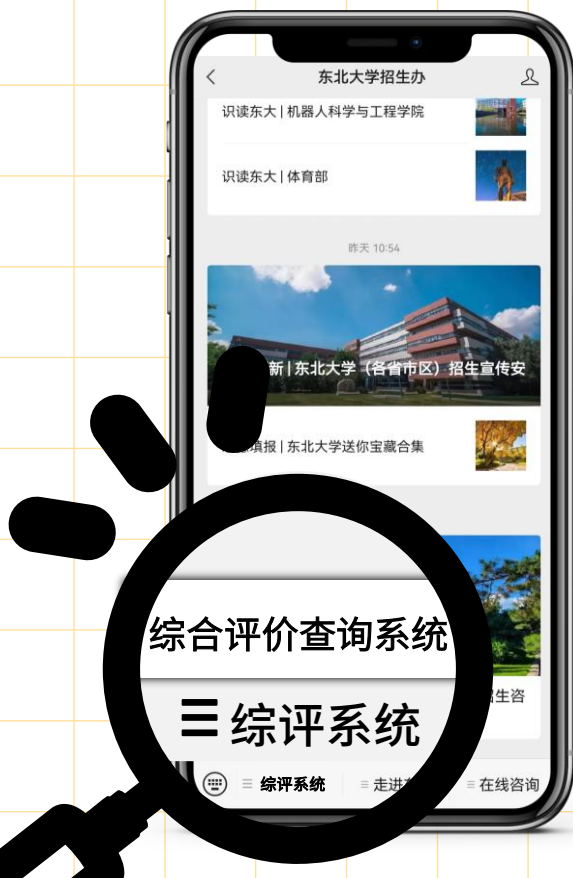 东北大学招生办
识读东大 | 机器人科学与工程学院
识读东大 | 体育部
昨天 10:54
新 | 东北大学（各省市区）招生宣传安
填报 | 东北大学送你宝藏合集
综合评价查询系统
生咨
综评系统
综评系统
走进
在线咨询